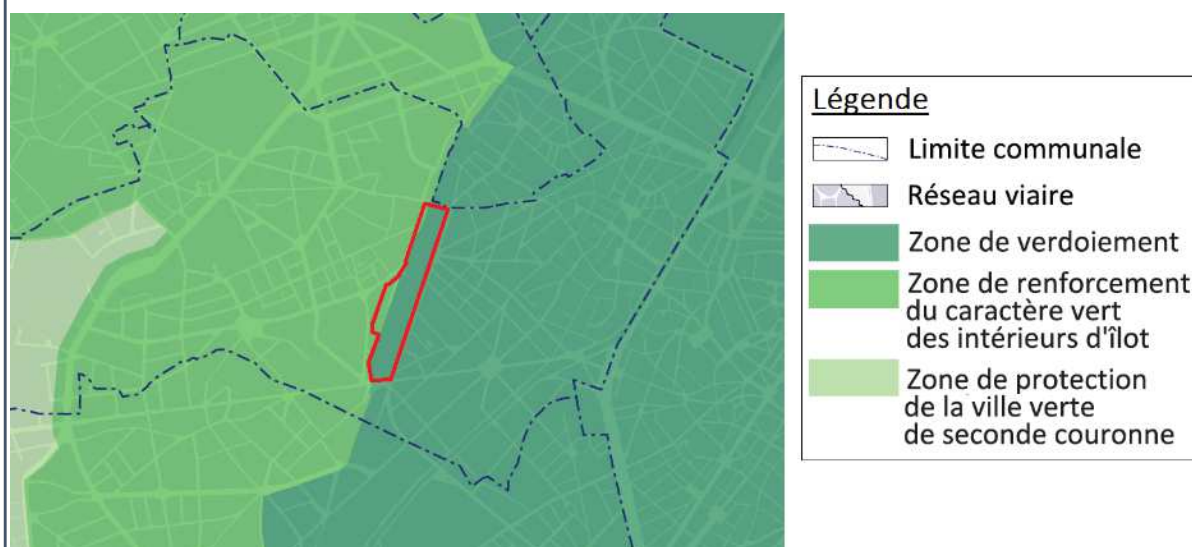 Légende
Limite communale
Réseau viaire
Zone de verdoiement
Zone de renforcement
du caractère vert
des intérieurs d'îlot
Zone de protection
de la ville verte
de seconde couronne